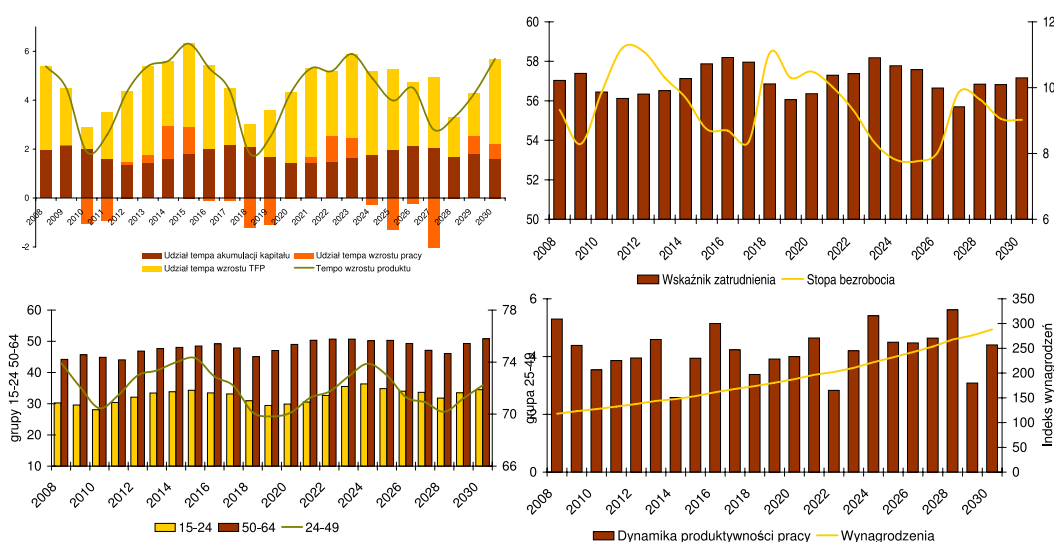 6
4
2
0
-2
2008 2009 2010 2011 2012 2013 2014 2015 2016 2017 2018 2019 2020 2021 2022 2023 2024 2025 2026 2027 2028 2029 2030
Udział tempa akumulacji kapitału Udział tempa wzrostu pracy
Udział tempa wzrostu TFP Tempo wzrostu produktu
60 12
58 10
56
54 8
52
50 6
2008 2010 2012 2014 2016 2018 2020 2022 2024 2026 2028 2030
Wskaźnik zatrudnienia Stopa bezrobocia
grupy 15-24 50-64
60 78
50
40 74
30 70
20
10 66
2008 2010 2012 2014 2016 2018 2020 2022 2024 2026 2028 2030
15-24 50-64 24-49
grupa 25-49
6 350
300
4 250
200
2 150
100
50
0 0
Indeks wynagrodzeń
2008 2010 2012 2014 2016 2018 2020 2022 2024 2026 2028 2030
Dynamika produktywności pracy Wynagrodzenia